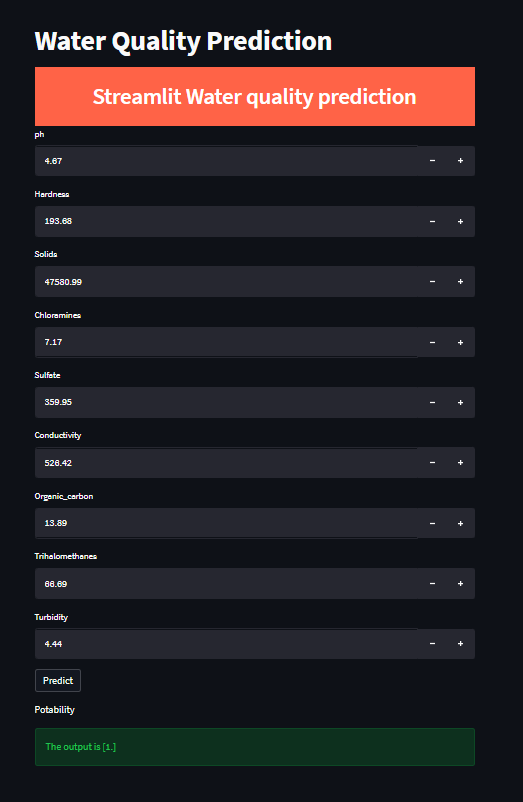 Water Quality Prediction
Streamlit Water quality prediction
ph
4.67
− +
Hardness
193.68
− +
Solids
47580.99
− +
Chloramines
7.17
− +
Sulfate
359.95
− +
Conductivity
526.42
− +
Organic_carbon
13.89
− +
Trihalomethanes
66.69
− +
Turbidity
4.44
− +
Predict
Potability
The output is [1.]